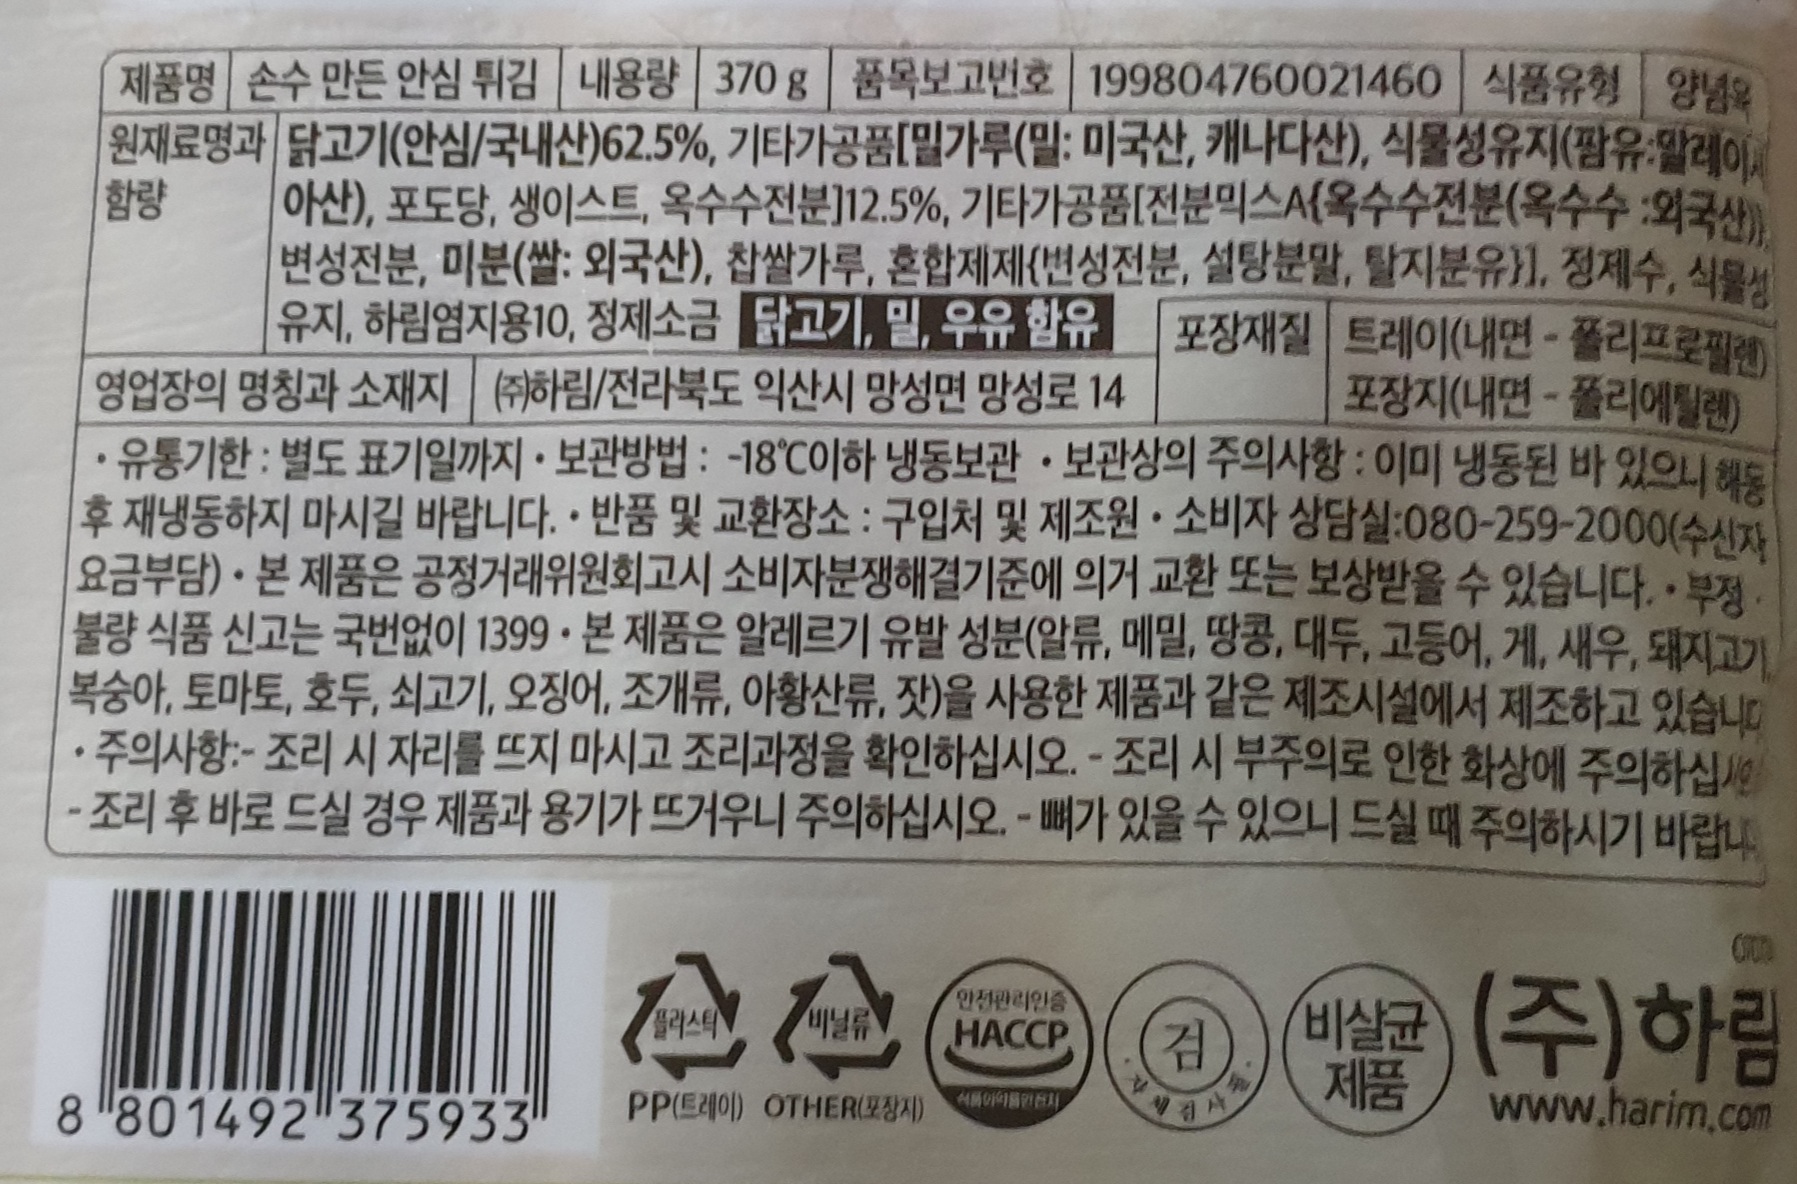 제품명 손수 만든 안심 튀김 내용량 370 g 품목보고번호 199804760021460 식품유형 양념육
원재료명과 닭고기(안심/국내산)62.5%, 기타가공품[밀가루(밀: 미국산, 캐나다산), 식물성유지(팜유:말레이시
함량 아산), 포도당, 생이스트, 옥수수전분]12.5%, 기타가공품[전분믹스A{옥수수전분(옥수수 :외국산)},
변성전분, 미분(쌀: 외국산), 찹쌀가루, 혼합제제{변성전분, 설탕분말, 탈지분유}], 정제수, 식물성
유지, 하림염지용10, 정제소금 닭고기, 밀, 우유 함유
포장재질 트레이(내면 - 폴리프로필렌)
포장지(내면 - 폴리에틸렌)
영업장의 명칭과 소재지 ㈜하림/전라북도 익산시 망성면 망성로 14
· 유통기한 : 별도 표기일까지 · 보관방법 : -18℃이하 냉동보관 · 보관상의 주의사항 : 이미 냉동된 바 있으니 해동
후 재냉동하지 마시길 바랍니다. · 반품 및 교환장소 : 구입처 및 제조원 · 소비자 상담실:080-259-2000(수신자
요금부담) · 본 제품은 공정거래위원회고시 소비자분쟁해결기준에 의거 교환 또는 보상받을 수 있습니다. · 부정 ·
불량 식품 신고는 국번없이 1399 · 본 제품은 알레르기 유발 성분(알류, 메밀, 땅콩, 대두, 고등어, 게, 새우, 돼지고기,
복숭아, 토마토, 호두, 쇠고기, 오징어, 조개류, 아황산류, 잣)을 사용한 제품과 같은 제조시설에서 제조하고 있습니다
· 주의사항:- 조리 시 자리를 뜨지 마시고 조리과정을 확인하십시오. - 조리 시 부주의로 인한 화상에 주의하십시오
- 조리 후 바로 드실 경우 제품과 용기가 뜨거우니 주의하십시오. - 뼈가 있을 수 있으니 드실 때 주의하시기 바랍니
8 801492 375933
플라스틱
PP(트레이)
비닐류
OTHER(포장지)
안전관리인증
HACCP
식품의약품안전처
검
자체검사필
비살균
제품
(주)하림
www.harim.com